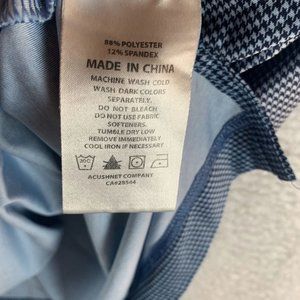 88% POLYESTER
12% SPANDEX
MADE IN CHINA
MACHINE WASH COLD
WASH DARK COLORS
SEPARATELY.
DO NOT BLEACH
DO NOT USE FABRIC
SOFTENERS.
TUMBLE DRY LOW
REMOVE IMMEDIATELY
COOL IRON IF NECESSARY
ACUSHNET COMPANY
CA#28544